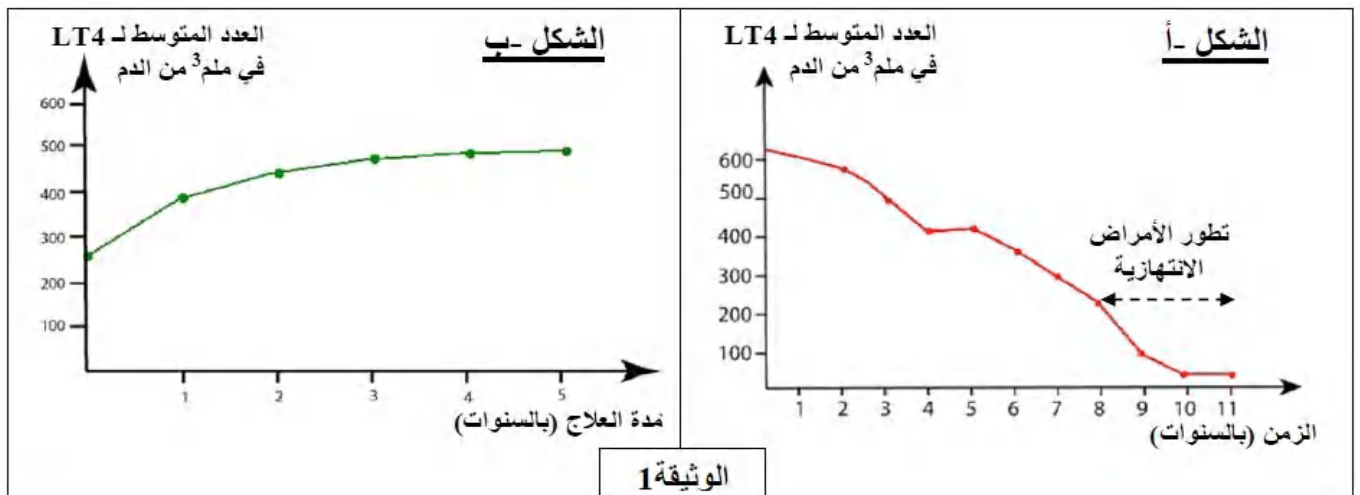 الشكل -أ
العدد المتوسط لـ LT4
في ملم³ من الدم
600
500
400
300
200
100
تطور الأمراض
الانتهازية
1 2 3 4 5 6 7 8 9 10 11
الزمن (بالسنوات)
الشكل -ب
العدد المتوسط لـ LT4
في ملم³ من الدم
600
500
400
300
200
100
1 2 3 4 5
مدة العلاج (بالسنوات)
الوثيقة1